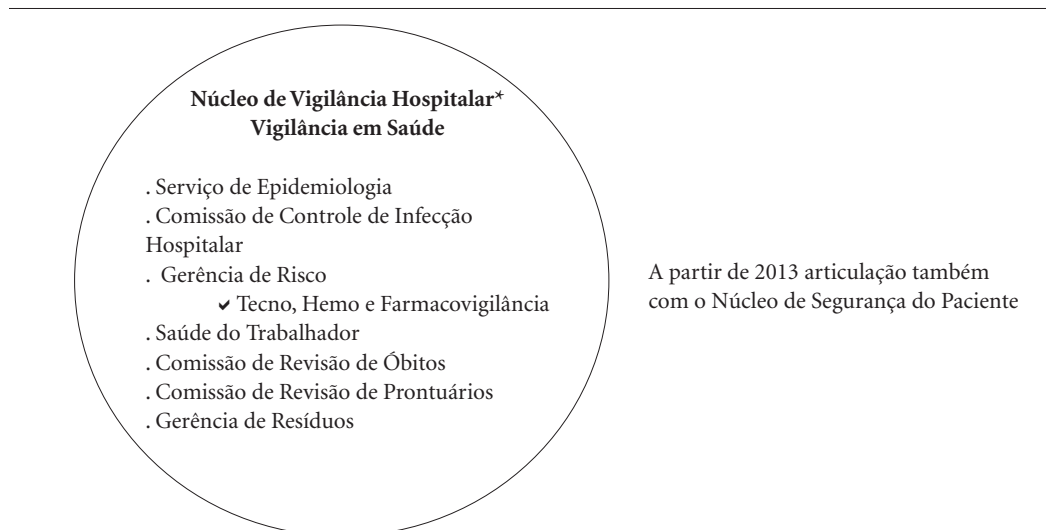 Núcleo de Vigilância Hospitalar*
Vigilância em Saúde
. Serviço de Epidemiologia
. Comissão de Controle de Infecção
Hospitalar
. Gerência de Risco
✔ Tecno, Hemo e Farmacovigilância
. Saúde do Trabalhador
. Comissão de Revisão de Óbitos
. Comissão de Revisão de Prontuários
. Gerência de Resíduos
A partir de 2013 articulação também
com o Núcleo de Segurança do Paciente